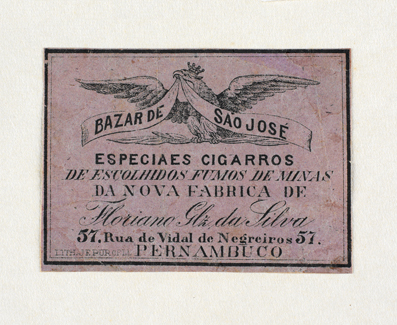 BAZAR DE SÃO JOSÉ
ESPECIAES CIGARROS
DE ESCOLHIDOS FUMOS DE MINAS
DA NOVA FABRICA DE
Floriano Glz da Silva
57. Rua de Vidal de Negreiros 57.
PERNAMBUCO